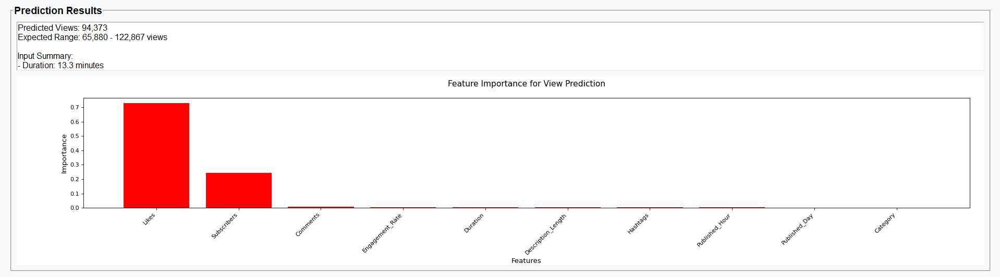 Prediction Results
Predicted Views: 94,373
Expected Range: 65,880 - 122,867 views
Input Summary:
- Duration: 13.3 minutes
Feature Importance for View Prediction
Importance
0.7
0.6
0.5
0.4
0.3
0.2
0.1
0.0
Likes
Subscribers
Comments
Engagement_Rate
Duration
Description_Length
Hashtags
Published_Hour
Published_Day
Category
Features